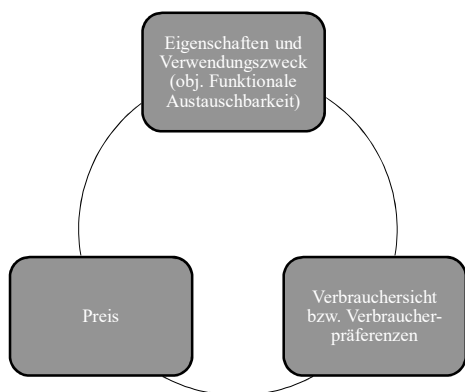 Eigenschaften und
Verwendungszweck
(obj. Funktionale
Austauschbarkeit)
Preis
Verbrauchersicht
bzw. Verbraucher-
präferenzen